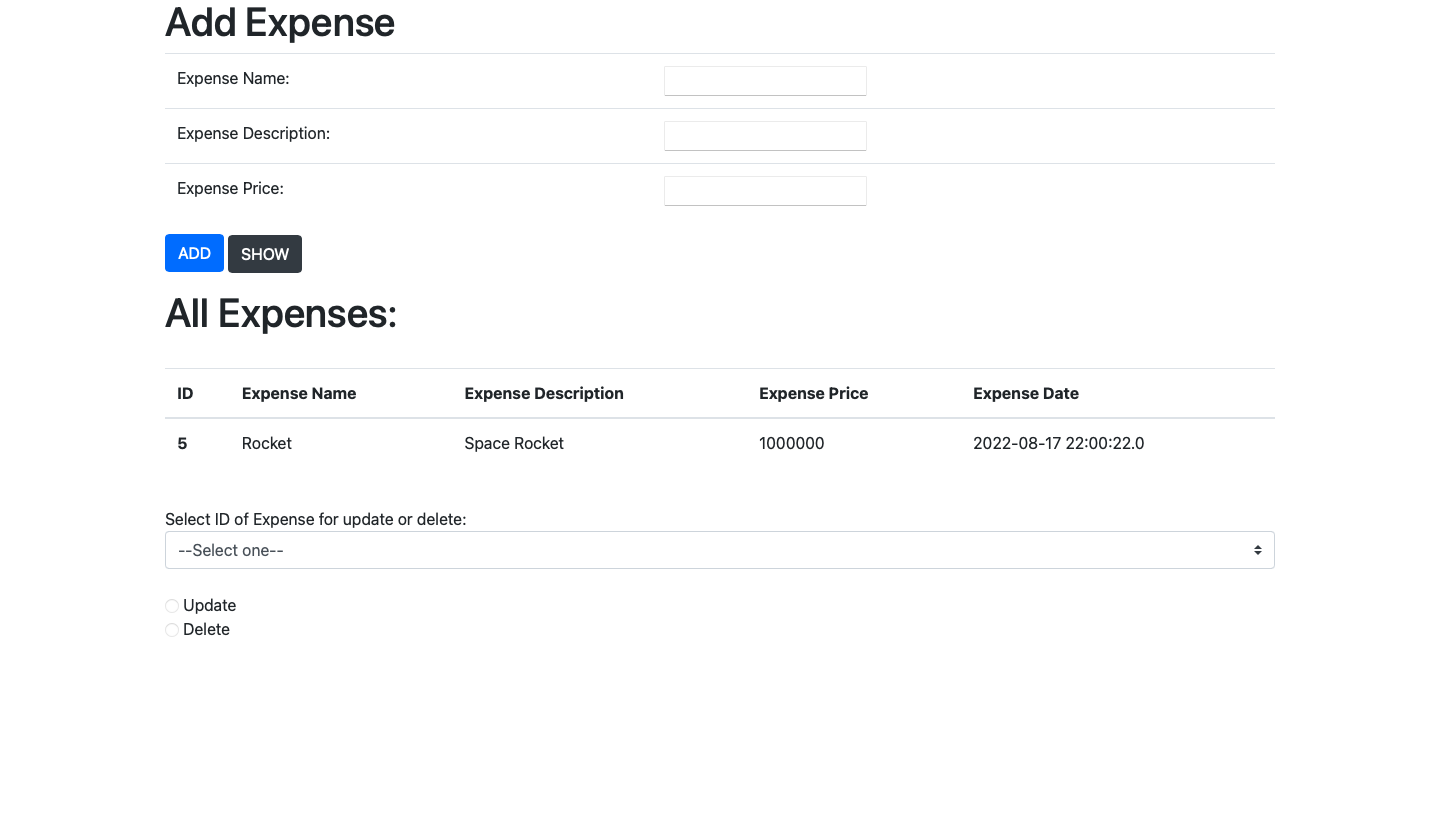 Add Expense
Expense Name:
Expense Description:
Expense Price:
ADD SHOW
All Expenses:
ID Expense Name Expense Description Expense Price Expense Date
5 Rocket Space Rocket 1000000 2022-08-17 22:00:22.0
Select ID of Expense for update or delete:
--Select one--
Update
Delete